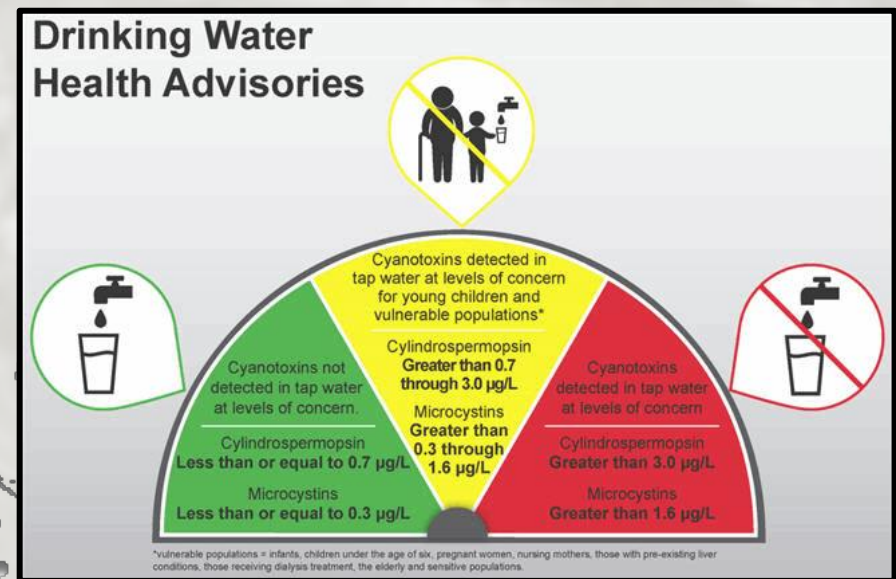 Drinking Water
Health Advisories
Cyanotoxins detected in
tap water at levels of concern
for young children and
vulnerable populations*
Cylindrospermopsin
Greater than 0.7
through 3.0 µg/L
Microcystins
Greater than
0.3 through
1.6 µg/L
Cyanotoxins not
detected in tap water
at levels of concern.
Cylindrospermopsin
Less than or equal to 0.7 µg/L
Microcystins
Less than or equal to 0.3 µg/L
Cyanotoxins
detected in tap water
at levels of concern
Cylindrospermopsin
Greater than 3.0 µg/L
Microcystins
Greater than 1.6 µg/L
*vulnerable populations = infants, children under the age of six, pregnant women, nursing mothers, those with pre-existing liver
conditions, those receiving dialysis treatment, the elderly and sensitive populations.